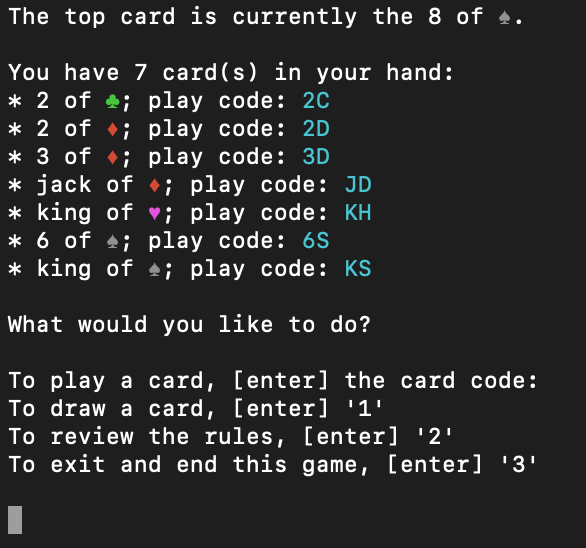 The top card is currently the 8 of ♠.
You have 7 card(s) in your hand:
* 2 of ♣; play code: 2C
* 2 of ♦; play code: 2D
* 3 of ♦; play code: 3D
* jack of ♦; play code: JD
* king of ♥; play code: KH
* 6 of ♠; play code: 6S
* king of ♠; play code: KS
What would you like to do?
To play a card, [enter] the card code:
To draw a card, [enter] '1'
To review the rules, [enter] '2'
To exit and end this game, [enter] '3'